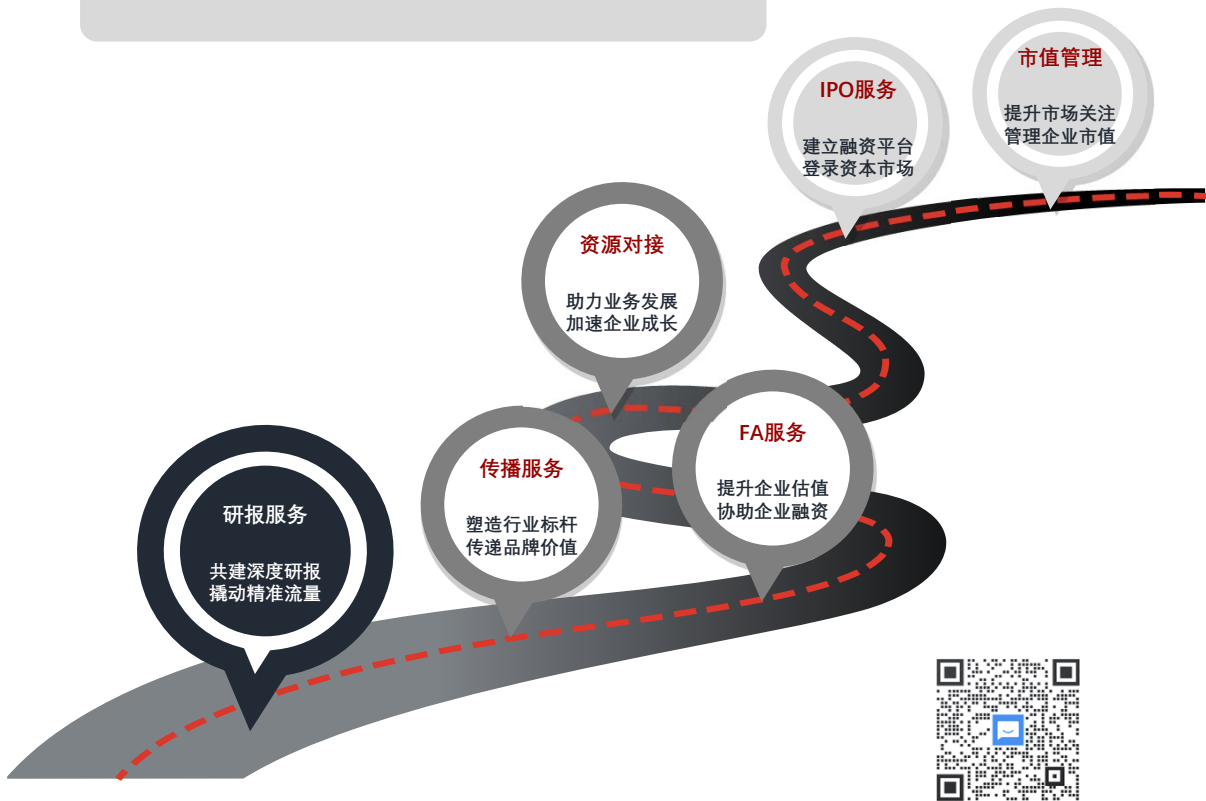 市值管理
提升市场关注
管理企业市值
IPO服务
建立融资平台
登录资本市场
资源对接
助力业务发展
加速企业成长
FA服务
提升企业估值
协助企业融资
传播服务
塑造行业标杆
传递品牌价值
研报服务
共建深度研报
撬动精准流量